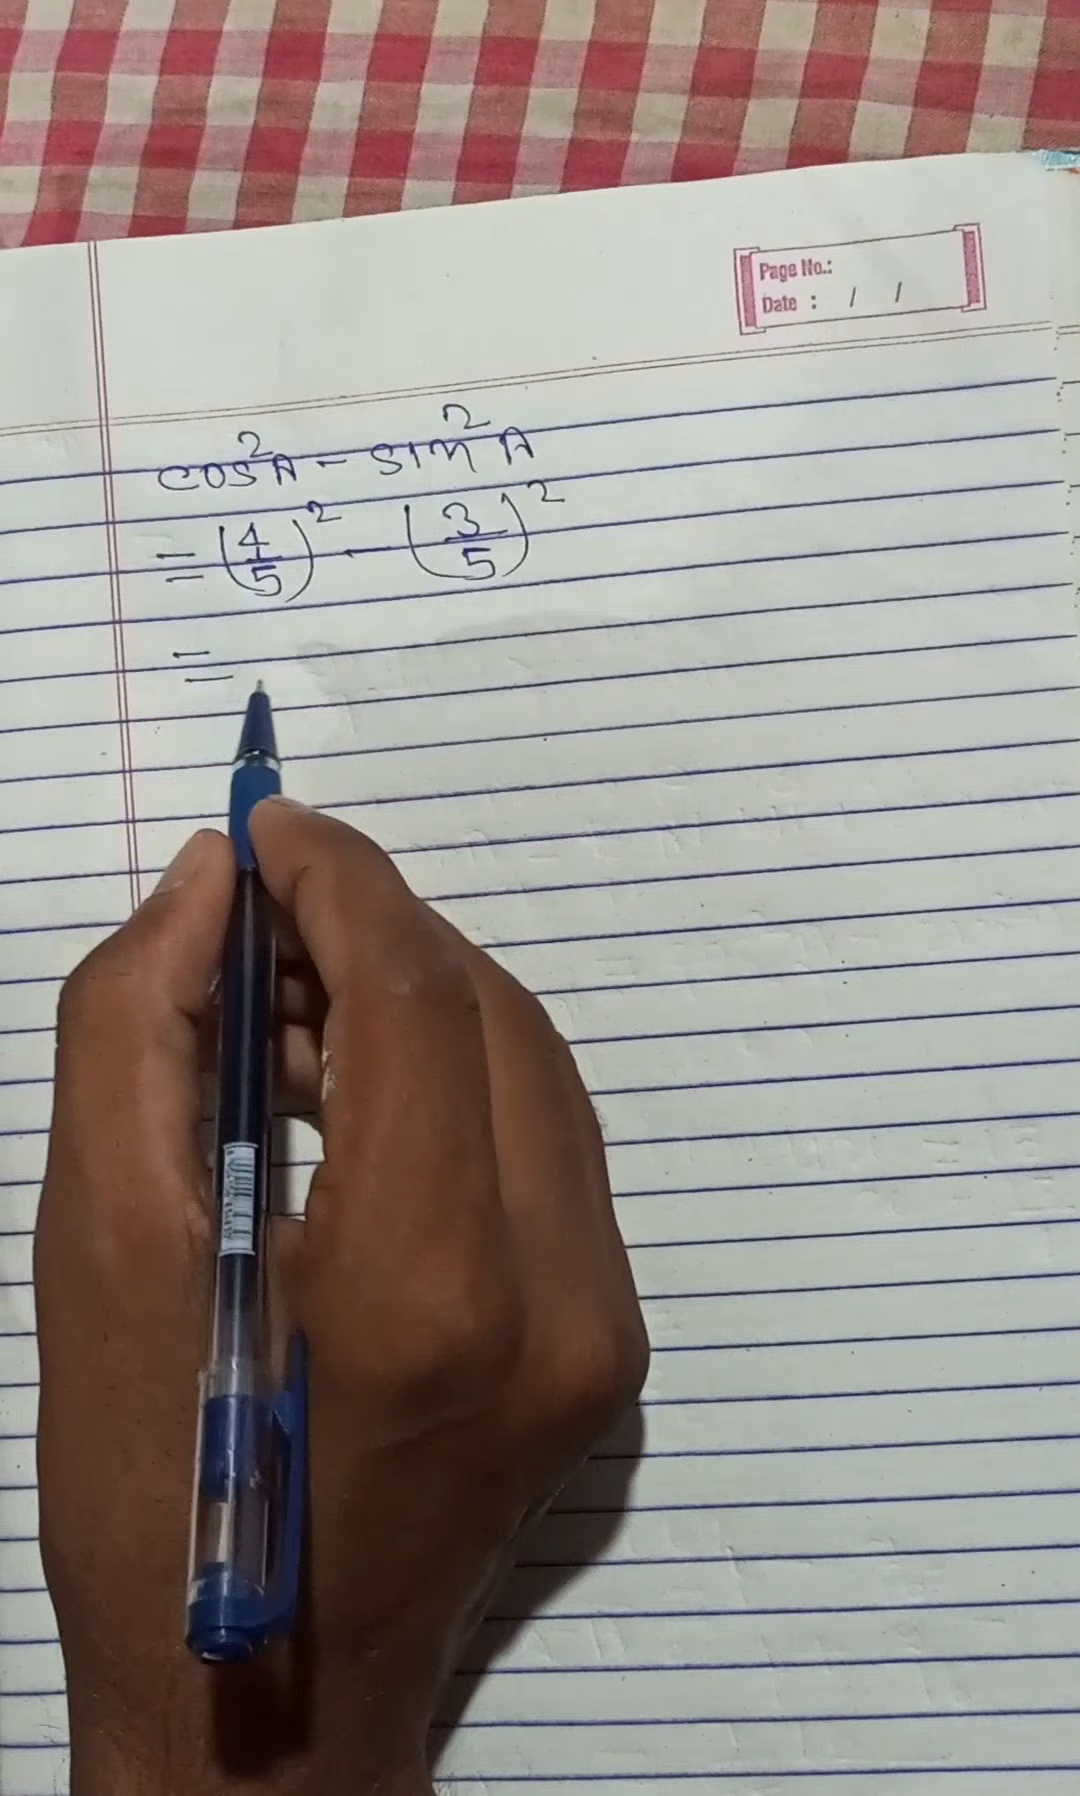 Page No.:
Date : / /
cos²A - sin²A
= (4/5)² - (3/5)²
=